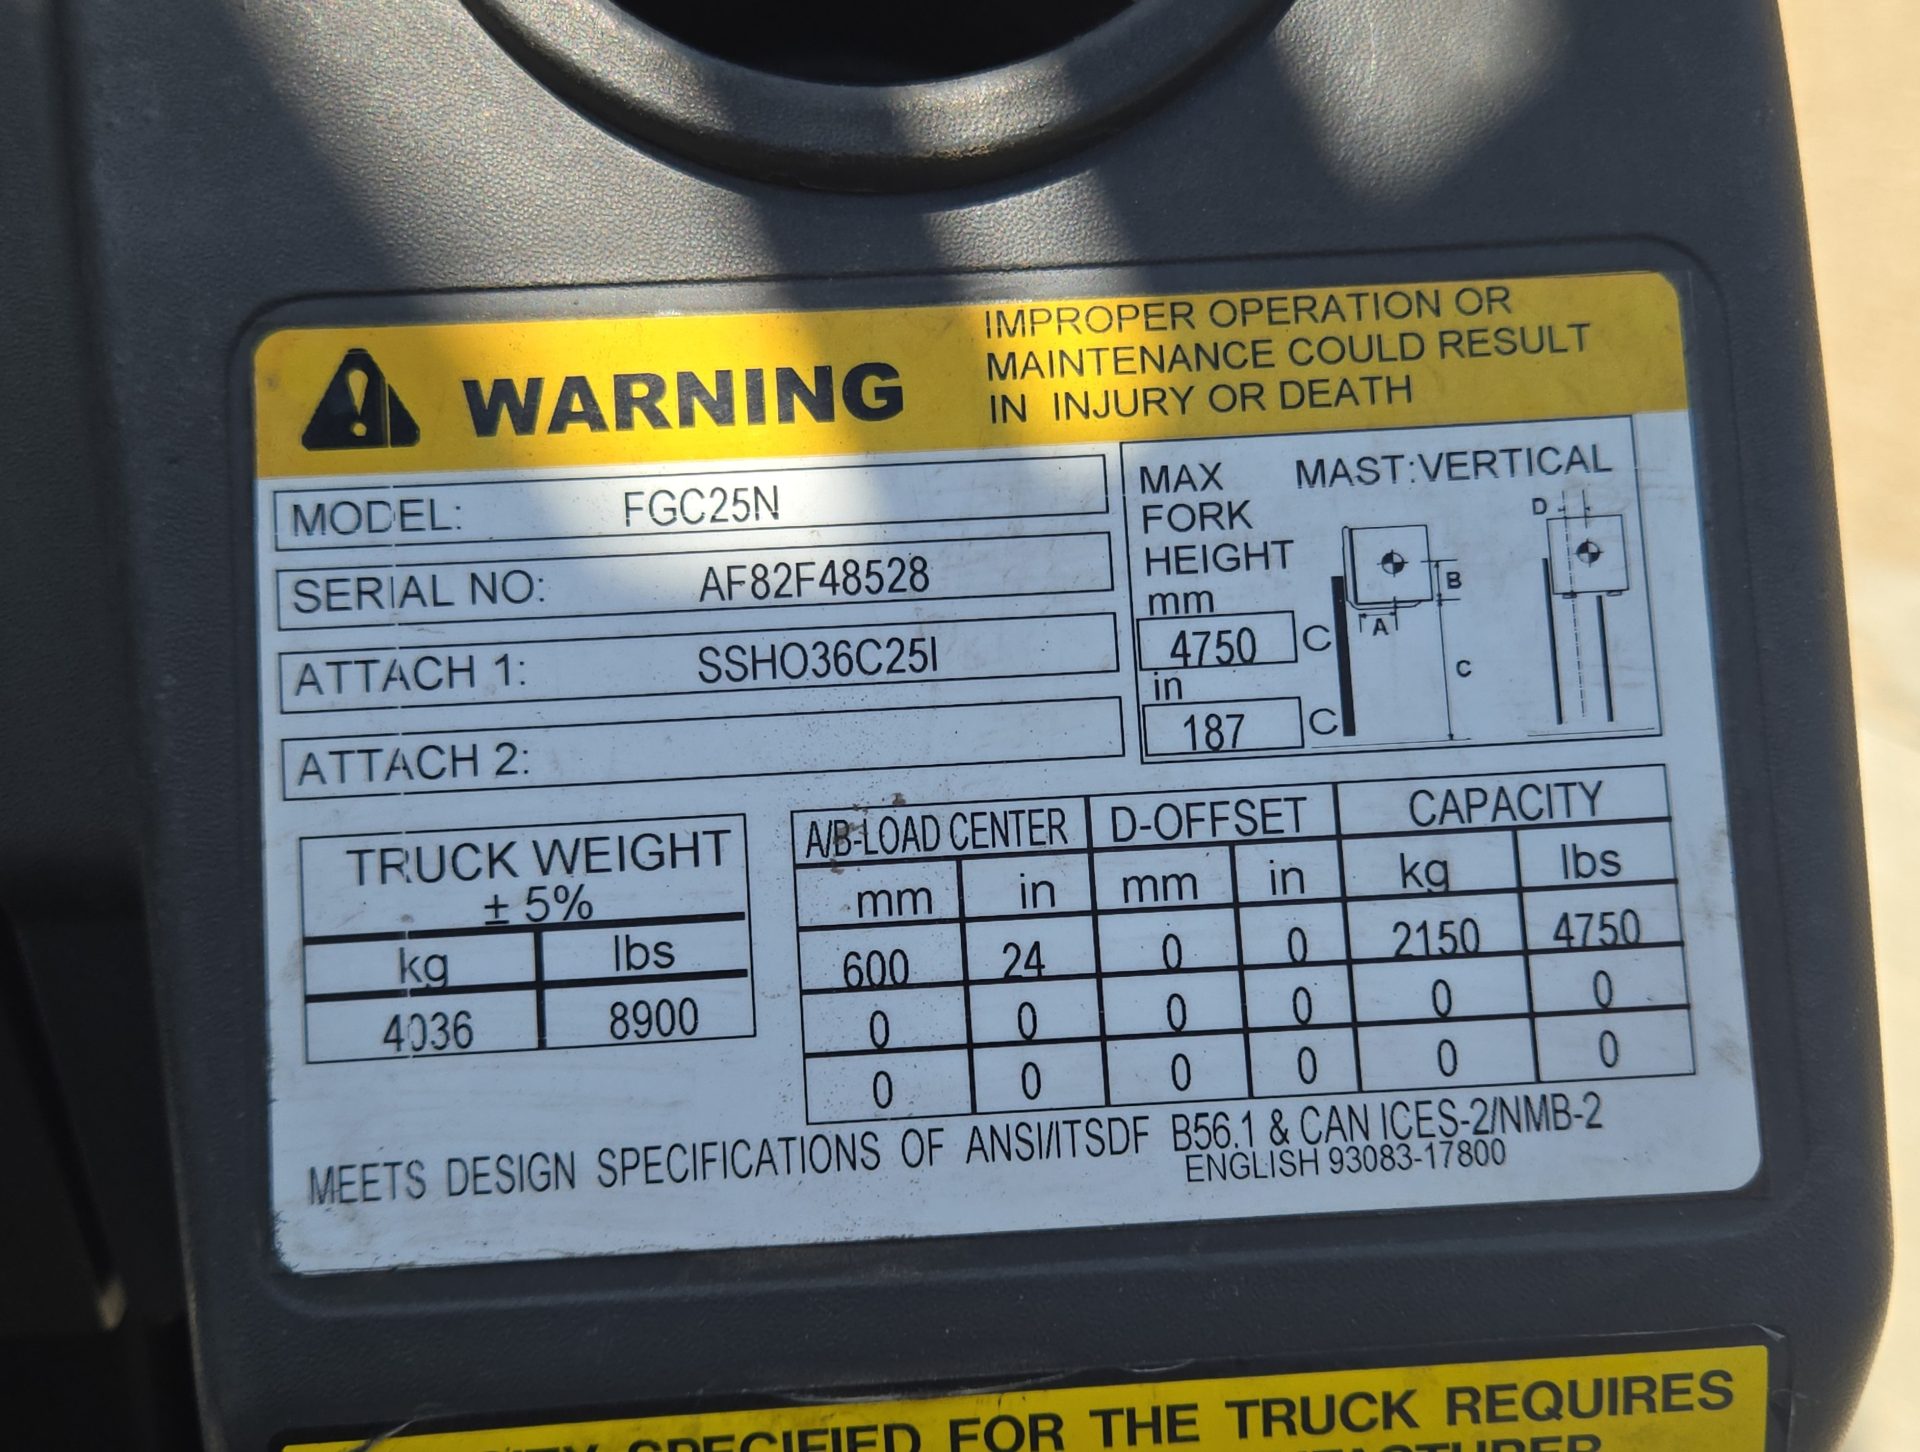 WARNING
IMPROPER OPERATION OR
MAINTENANCE COULD RESULT
IN INJURY OR DEATH
MODEL: FGC25N
SERIAL NO: AF82F48528
ATTACH 1: SSHO36C25I
ATTACH 2:
MAX FORK HEIGHT
MAST:VERTICAL
mm
4750 C
in
187 C
A
B
C
D
TRUCK WEIGHT
± 5%
kg lbs
4036 8900
A/B-LOAD CENTER D-OFFSET CAPACITY
mm in mm in kg lbs
600 24 0 0 2150 4750
0 0 0 0 0 0
0 0 0 0 0 0
MEETS DESIGN SPECIFICATIONS OF ANSI/ITSDF B56.1 & CAN ICES-2/NMB-2
ENGLISH 93083-17800
SPECIFIED FOR THE TRUCK REQUIRES